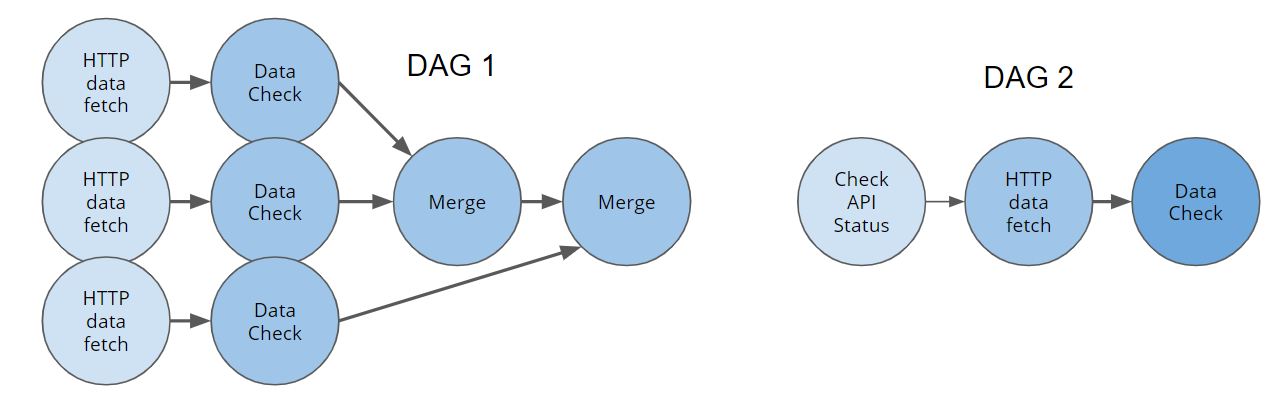 HTTP
data
fetch
Data
Check
DAG 1
HTTP
data
fetch
Data
Check
Merge
Merge
HTTP
data
fetch
Data
Check
DAG 2
Check
API
Status
HTTP
data
fetch
Data
Check